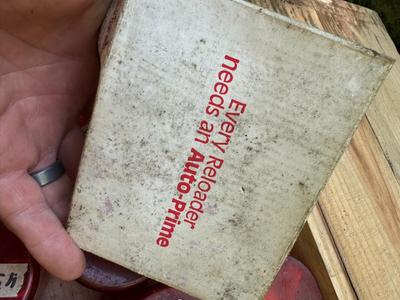 Every Reloader
needs an Auto-Prime